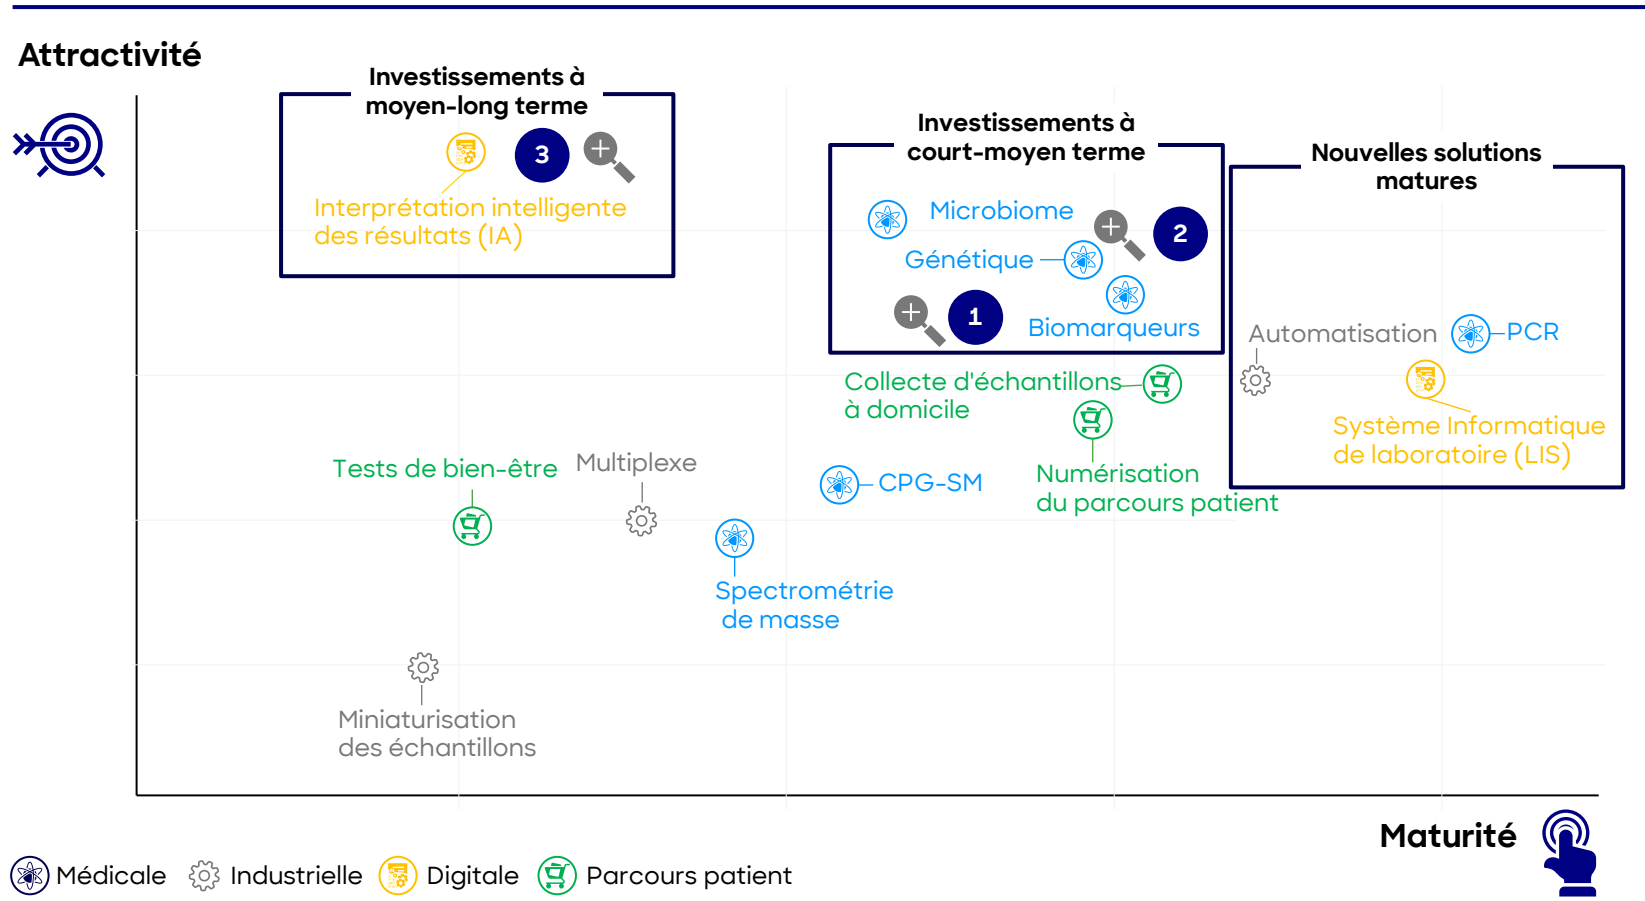 Attractivité
Investissements à
moyen-long terme
3
Interprétation intelligente
des résultats (IA)
Investissements à
court-moyen terme
Microbiome
2
Génétique
1
Biomarqueurs
Nouvelles solutions
matures
Automatisation
PCR
Système Informatique
de laboratoire (LIS)
Collecte d'échantillons
à domicile
Numérisation
du parcours patient
Tests de bien-être
Multiplexe
CPG-SM
Spectrométrie
de masse
Miniaturisation
des échantillons
Maturité
Médicale
Industrielle
Digitale
Parcours patient